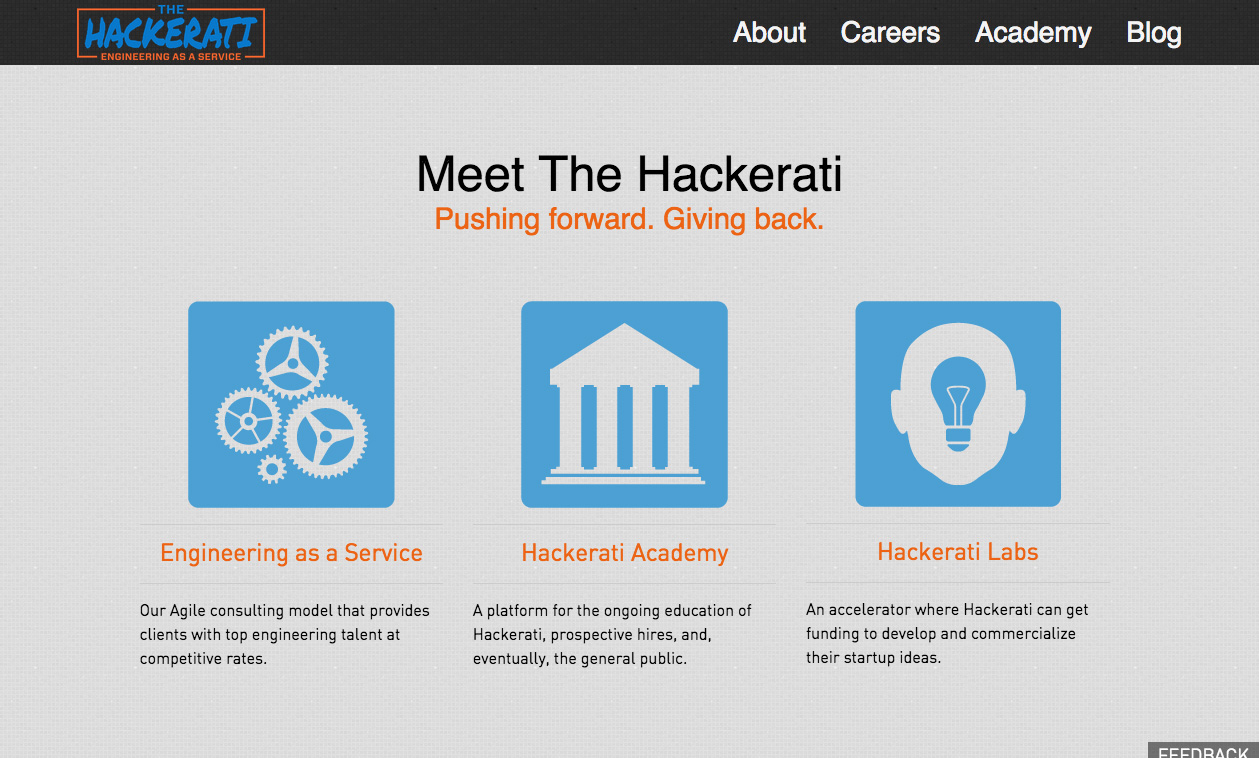 THE
HACKERATI
ENGINEERING AS A SERVICE
About Careers Academy Blog
Meet The Hackerati
Pushing forward. Giving back.
Engineering as a Service
Our Agile consulting model that provides
clients with top engineering talent at
competitive rates.
Hackerati Academy
A platform for the ongoing education of
Hackerati, prospective hires, and,
eventually, the general public.
Hackerati Labs
An accelerator where Hackerati can get
funding to develop and commercialize
their startup ideas.
FEEDBACK